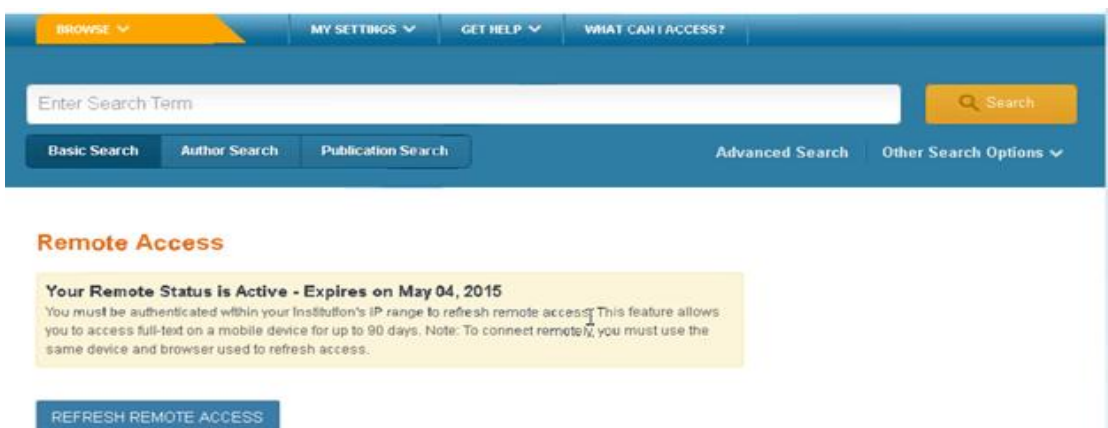 BROWSE MY SETTINGS GET HELP WHAT CAN I ACCESS?
Enter Search Term Search
Basic Search Author Search Publication Search Advanced Search Other Search Options
Remote Access
Your Remote Status is Active - Expires on May 04, 2015
You must be authenticated within your Institution's IP range to refresh remote access. This feature allows
you to access full-text on a mobile device for up to 90 days. Note: To connect remotely, you must use the
same device and browser used to refresh access.
REFRESH REMOTE ACCESS